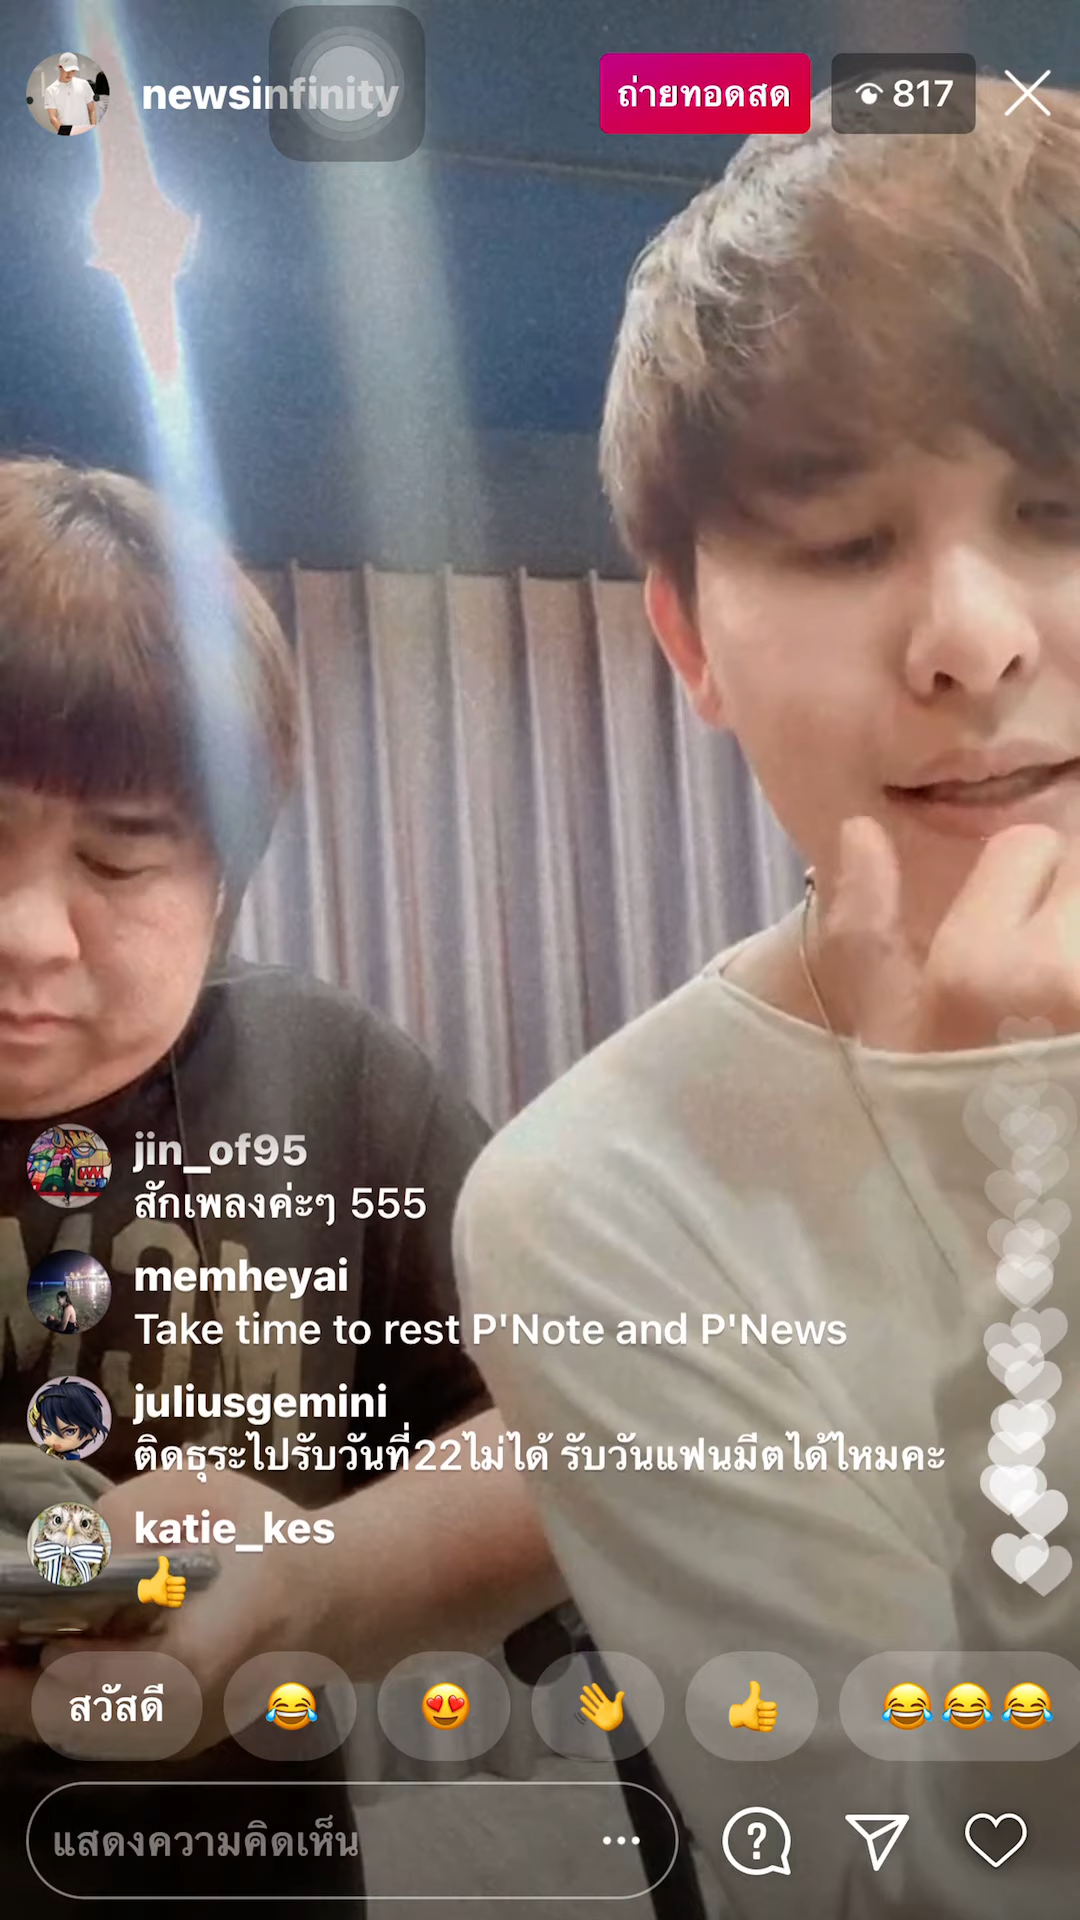 newsinfinity
ถ่ายทอดสด
817
jin_of95
สักเพลงค่ะๆ 555
memheyai
Take time to rest P'Note and P'News
juliusgemini
ติดธุระไปรับวันที่22ไม่ได้ รับวันแฟนมีตได้ไหมคะ
katie_kes
👍
สวัสดี 😂 😍 👋 👍 😂😂😂
แสดงความคิดเห็น